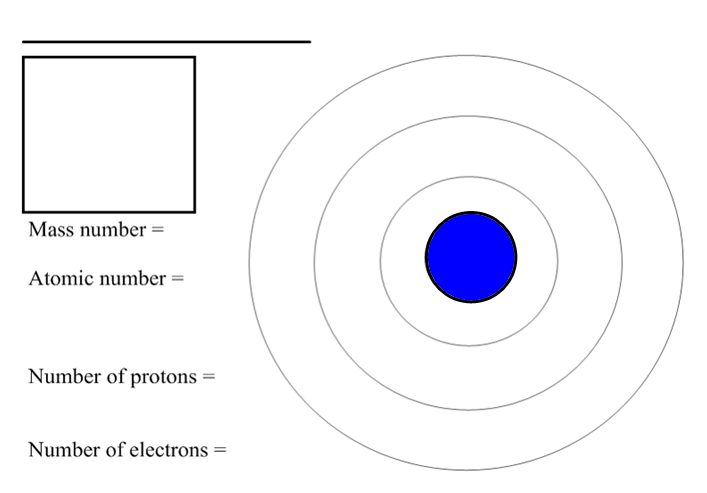 Mass number =
Atomic number =
Number of protons =
Number of electrons =